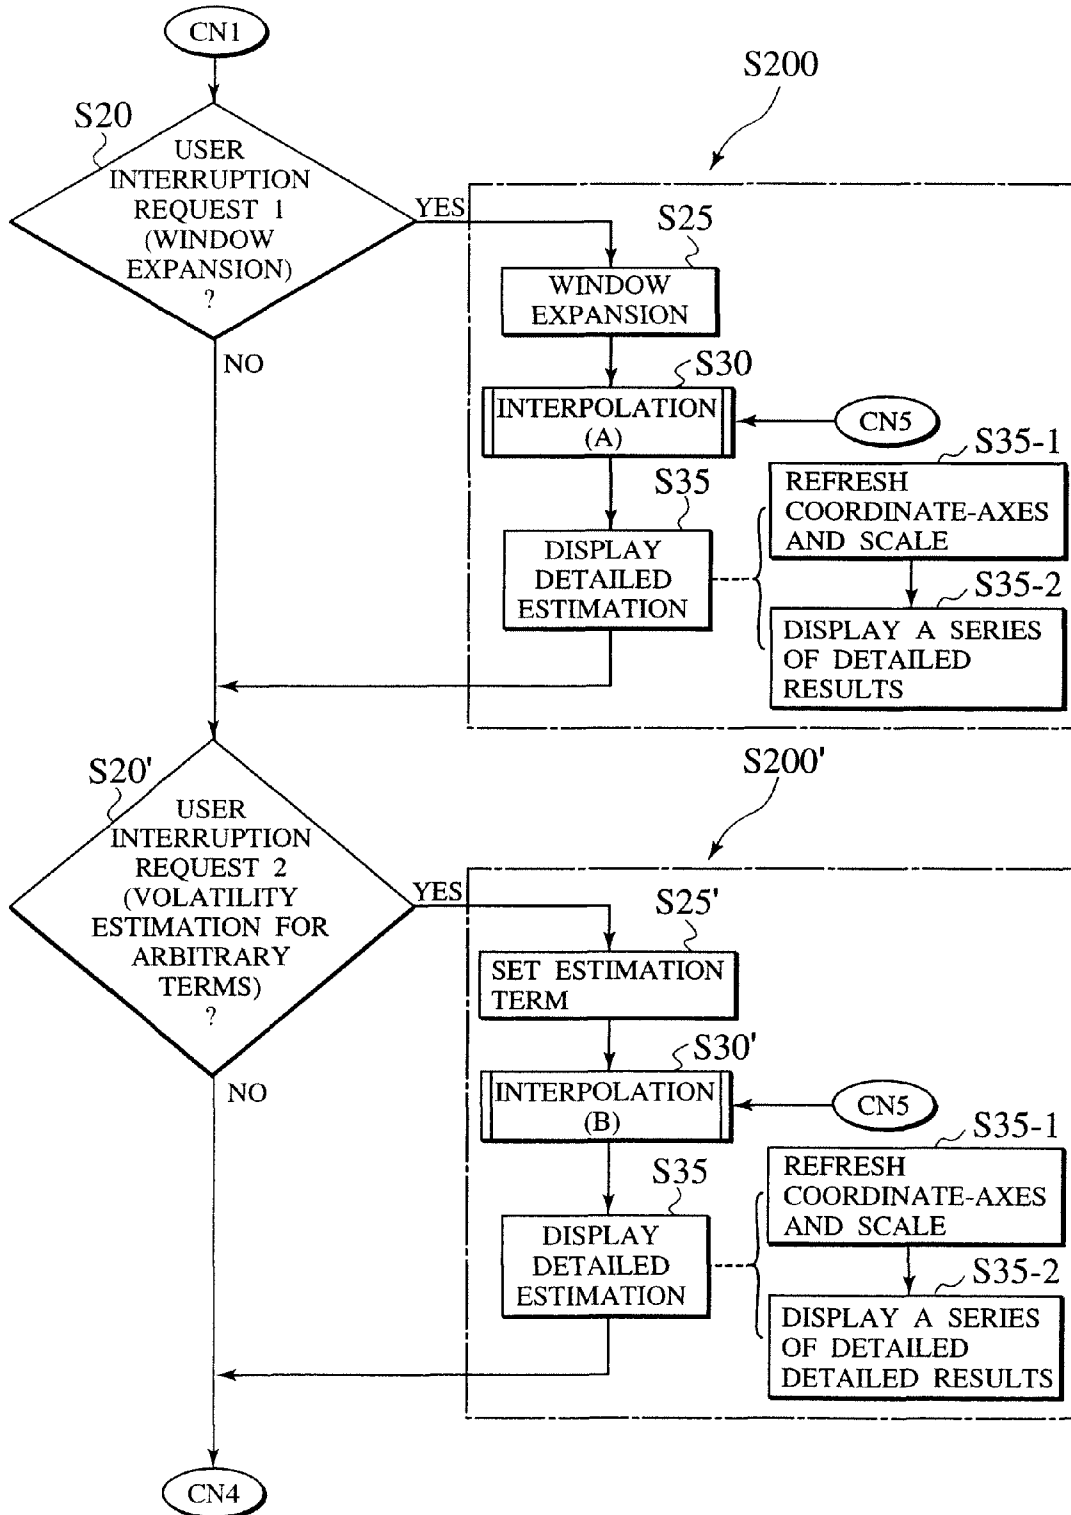 CN1
S20
USER
INTERRUPTION
REQUEST 1
(WINDOW
EXPANSION)
?
YES
NO
S200
S25
WINDOW
EXPANSION
S30
INTERPOLATION
(A)
CN5
S35
DISPLAY
DETAILED
ESTIMATION
S35-1
REFRESH
COORDINATE-AXES
AND SCALE
S35-2
DISPLAY A SERIES
OF DETAILED
RESULTS
S20'
USER
INTERRUPTION
REQUEST 2
(VOLATILITY
ESTIMATION FOR
ARBITRARY
TERMS)
?
YES
NO
S200'
S25'
SET ESTIMATION
TERM
S30'
INTERPOLATION
(B)
CN5
S35
DISPLAY
DETAILED
ESTIMATION
S35-1
REFRESH
COORDINATE-AXES
AND SCALE
S35-2
DISPLAY A SERIES
OF DETAILED
DETAILED RESULTS
CN4